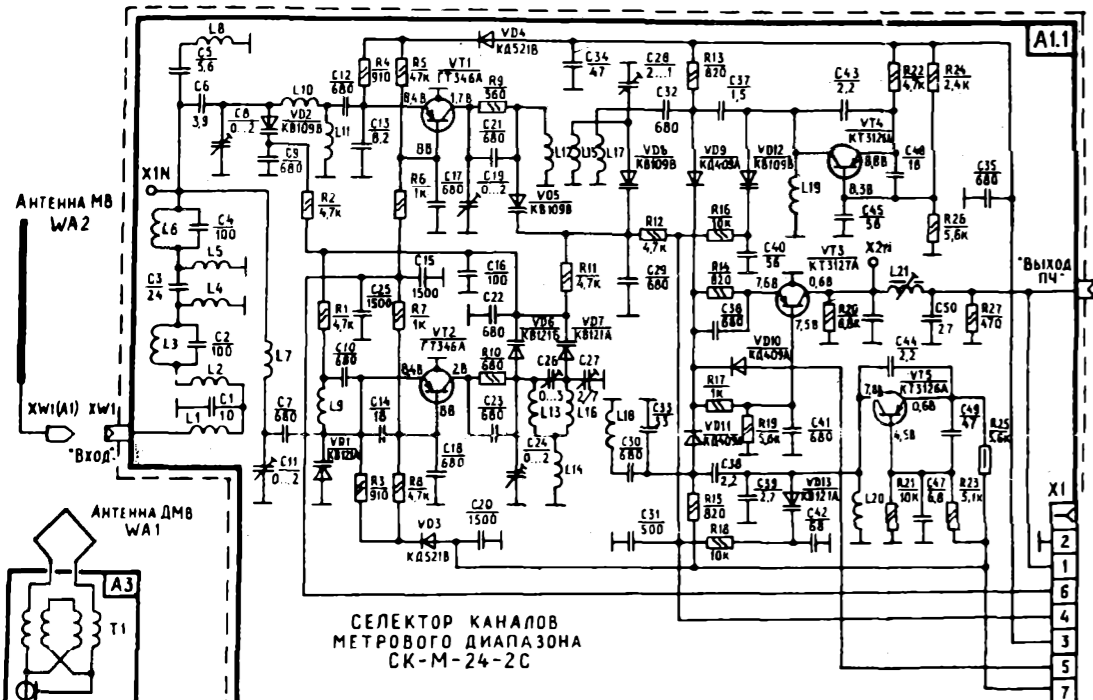 A1.1
L8
C5
5,6
C6
3,9
C8
0...2
VD2
КВ109В
C9
680
L10
L11
C12
680
R4
910
R5
47к
C13
8,2
VD4
КД521В
VT1
ГТ346А
8,4В
1,7В
8В
R9
560
C21
680
C17
680
C19
0...2
R6
1к
R2
4,7к
VD5
КВ109В
C34
47
C28
2...1
L12
L15
L17
C32
680
VD8
КВ109В
R13
820
C37
1,5
VD9
КД409А
VD12
КВ109В
C43
2,2
R22
4,7к
R24
2,4к
VT4
КТ3126А
8,8В
8,3В
C48
18
L19
C45
56
C35
680
R26
5,6к
X1N
АНТЕННА МВ
WA2
L6
C4
100
L5
C3
24
L4
L3
C2
100
L2
C1
10
L1
L7
XW1(A1) XW1
"ВХОД"
C7
680
C11
0...2
R1
4,7к
C10
680
L9
VD1
КВ121А
C25
1500
C15
1500
R7
1к
C14
18
VT2
ГТ346А
8,4В
2В
8В
C16
100
C22
680
R10
680
C23
680
C18
680
C24
0...2
R3
910
R8
4,7к
VD3
КД521В
C20
1500
R11
4,7к
VD6
КВ121Б
VD7
КВ121А
C26
0...3
C27
2/7
L13
L16
L14
R12
4,7к
C29
680
R16
10к
R14
820
C36
680
C40
56
VT3
КТ3127А
7,6В
0,6В
7,5В
X2N
R20
6,8к
L21
C50
27
R27
470
"ВЫХОД
ПЧ"
VD10
КД409А
R17
1к
R19
5,6к
C41
680
VD11
КД409А
L18
C33
33
C30
680
C38
2,2
C39
2,7
VD13
КВ121А
C42
68
R15
820
R18
10к
C31
500
C44
2,2
VT5
КТ3126А
7,8В
0,6В
4,5В
C49
47
R25
5,6к
L20
R21
10к
C47
6,8
R23
5,1к
X1
2
1
6
4
3
5
7
АНТЕННА ДМВ
WA1
A3
T1
СЕЛЕКТОР КАНАЛОВ
МЕТРОВОГО ДИАПАЗОНА
СК-М-24-2С